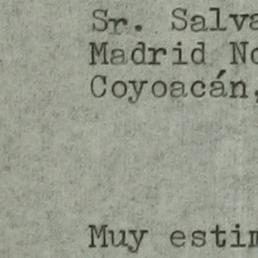 Sr. Salva
Madrid No
Coyoacán,
Muy estim